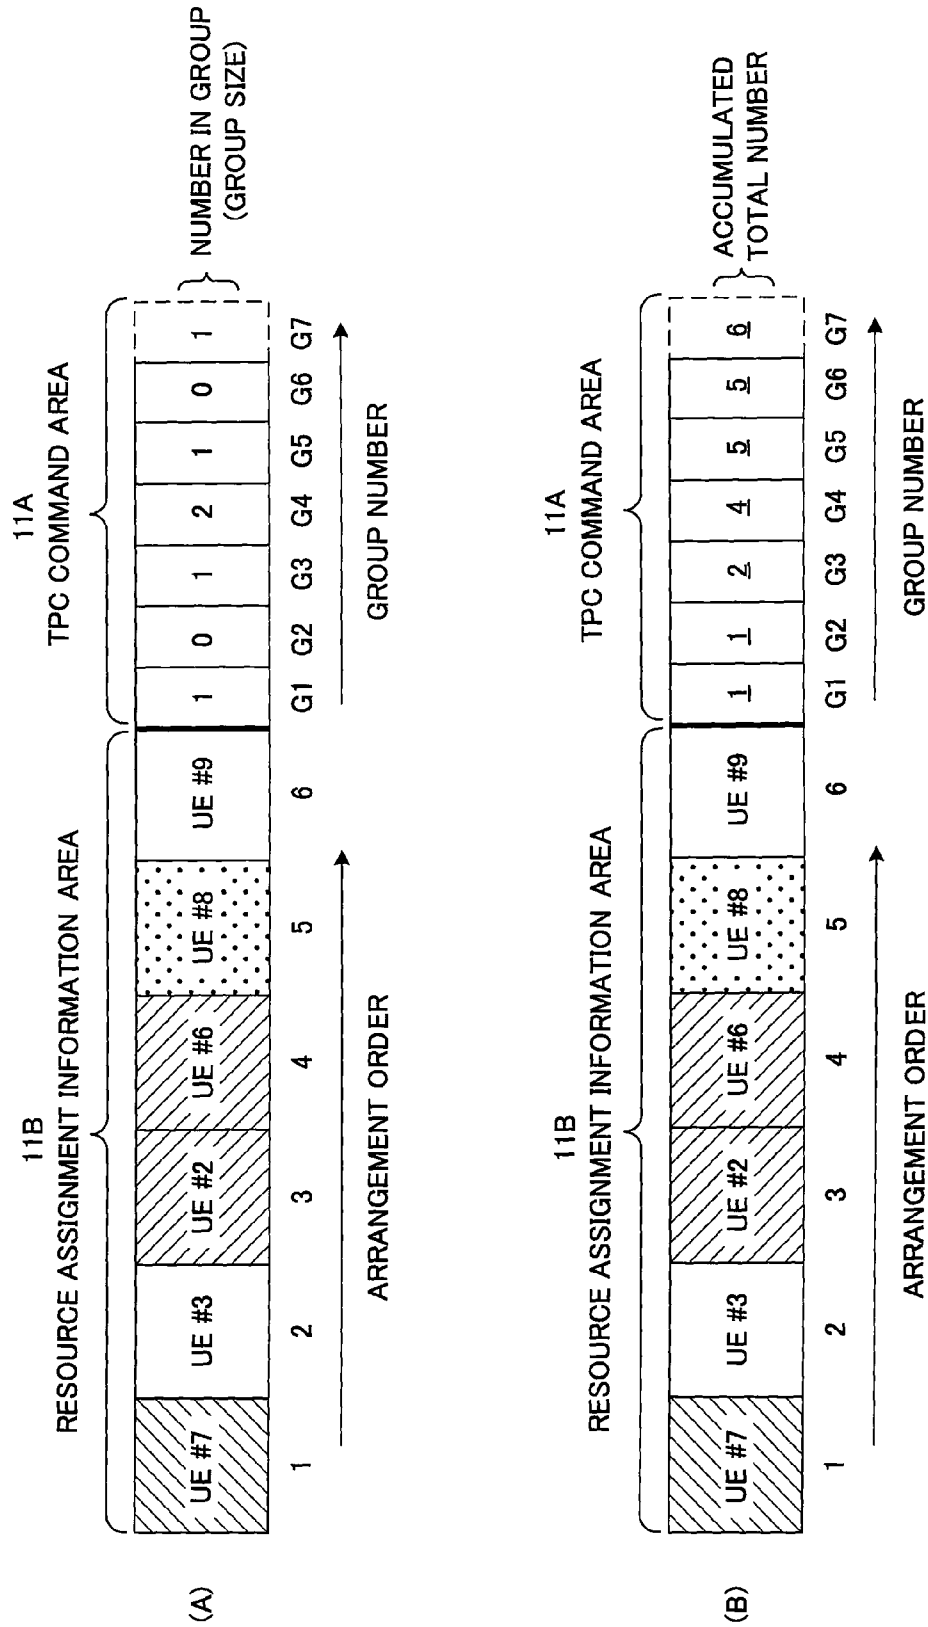 (A)
11B
RESOURCE ASSIGNMENT INFORMATION AREA
11A
TPC COMMAND AREA
UE #7 UE #3 UE #2 UE #6 UE #8 UE #9 1 0 1 2 1 0 1
NUMBER IN GROUP
(GROUP SIZE)
1 2 3 4 5 6 G1 G2 G3 G4 G5 G6 G7
ARRANGEMENT ORDER
GROUP NUMBER
(B)
11B
RESOURCE ASSIGNMENT INFORMATION AREA
11A
TPC COMMAND AREA
UE #7 UE #3 UE #2 UE #6 UE #8 UE #9 1 1 2 4 5 5 6
ACCUMULATED
TOTAL NUMBER
1 2 3 4 5 6 G1 G2 G3 G4 G5 G6 G7
ARRANGEMENT ORDER
GROUP NUMBER